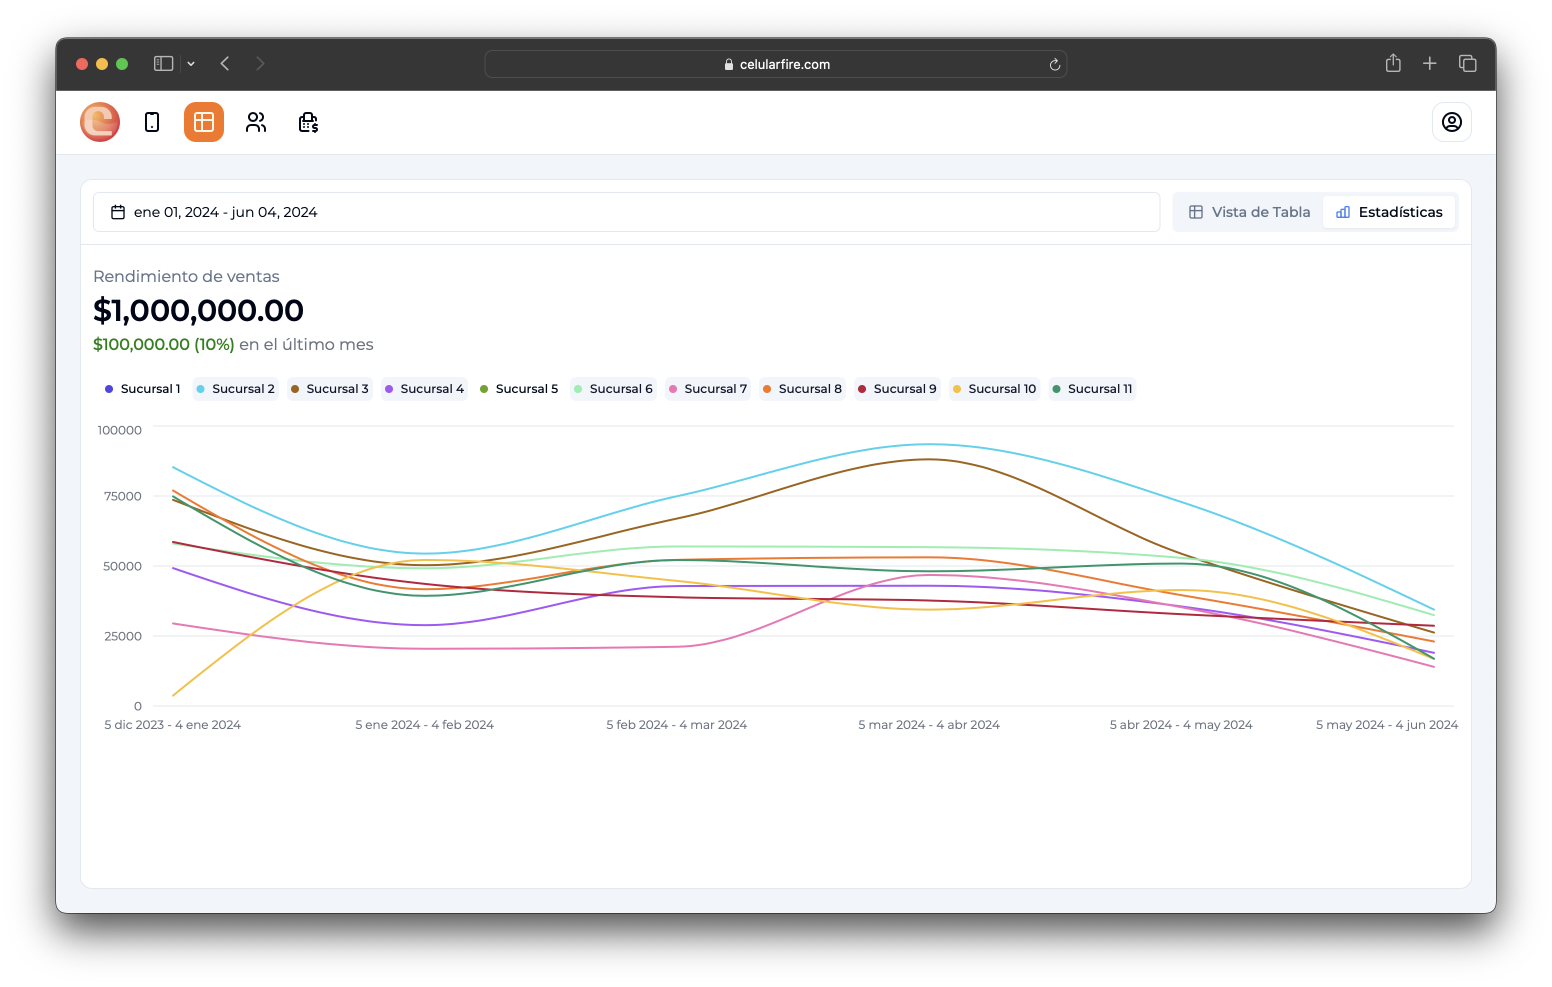 celularfire.com
ene 01, 2024 - jun 04, 2024
Vista de Tabla
Estadísticas
Rendimiento de ventas
$1,000,000.00
$100,000.00 (10%) en el último mes
Sucursal 1 Sucursal 2 Sucursal 3 Sucursal 4 Sucursal 5 Sucursal 6 Sucursal 7 Sucursal 8 Sucursal 9 Sucursal 10 Sucursal 11
100000
75000
50000
25000
0
5 dic 2023 - 4 ene 2024 5 ene 2024 - 4 feb 2024 5 feb 2024 - 4 mar 2024 5 mar 2024 - 4 abr 2024 5 abr 2024 - 4 may 2024 5 may 2024 - 4 jun 2024